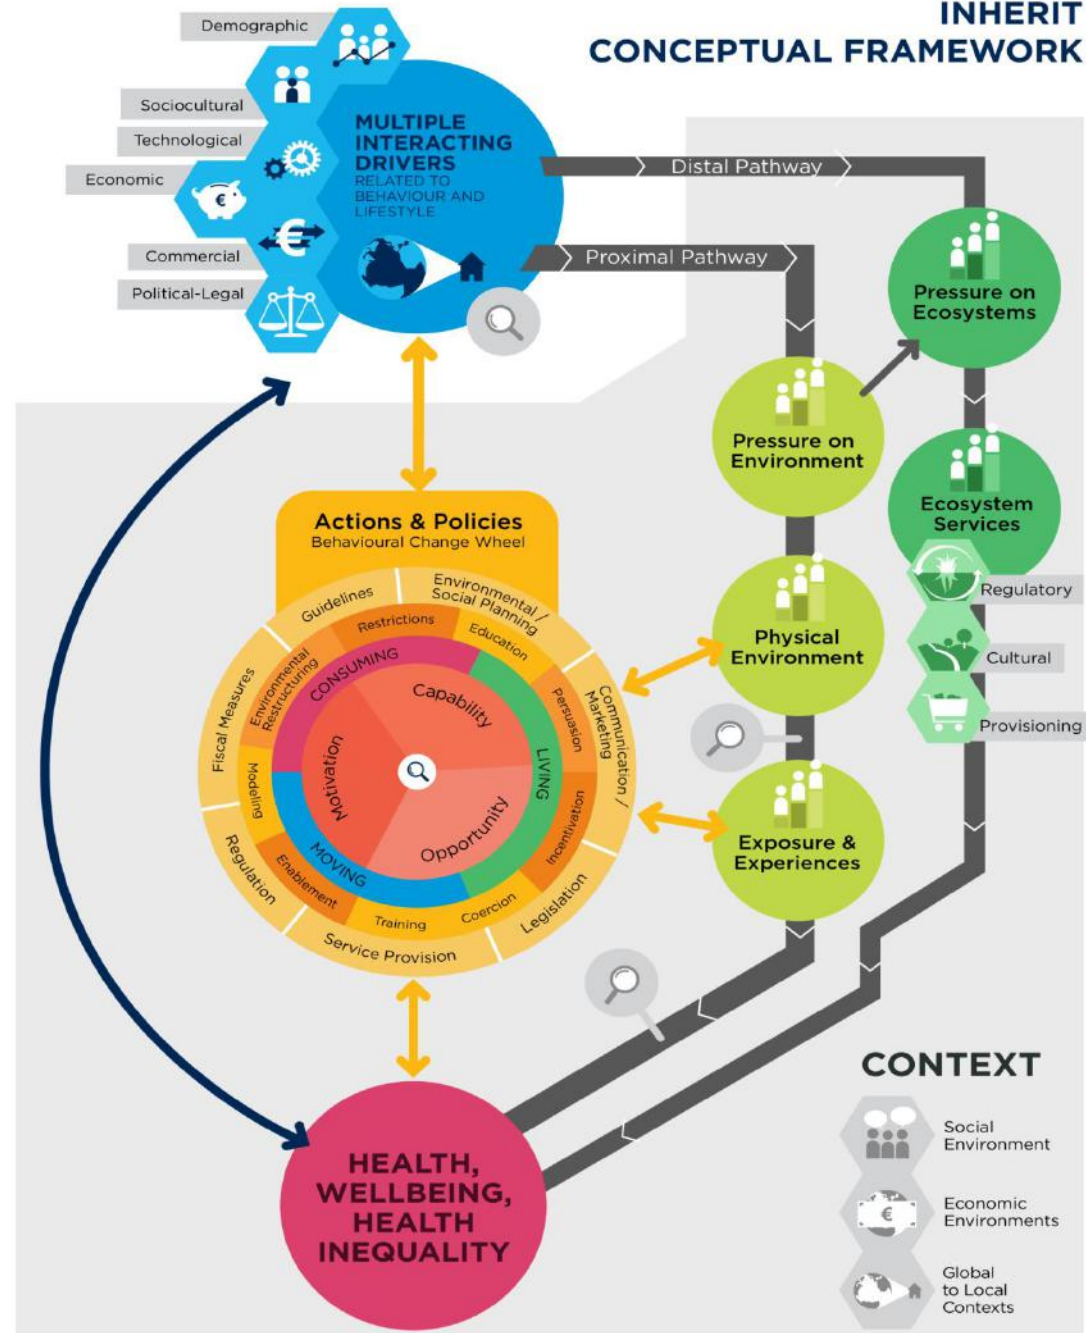 INHERIT
CONCEPTUAL FRAMEWORK
Demographic
Sociocultural
Technological
Economic
Commercial
Political-Legal
MULTIPLE
INTERACTING
DRIVERS
RELATED TO
BEHAVIOUR AND
LIFESTYLE
€
€
Distal Pathway
Proximal Pathway
Pressure on
Ecosystems
Pressure on
Environment
Ecosystem
Services
Regulatory
Cultural
Provisioning
Physical
Environment
Exposure &
Experiences
Actions & Policies
Behavioural Change Wheel
Guidelines
Environmental /
Social Planning
Communication /
Marketing
Legislation
Service Provision
Regulation
Fiscal Measures
Restrictions
Education
Persuasion
Incentivation
Coercion
Training
Enablement
Modeling
Environmental
Restructuring
CONSUMING
LIVING
MOVING
Capability
Opportunity
Motivation
HEALTH,
WELLBEING,
HEALTH
INEQUALITY
CONTEXT
Social
Environment
€
Economic
Environments
Global
to Local
Contexts